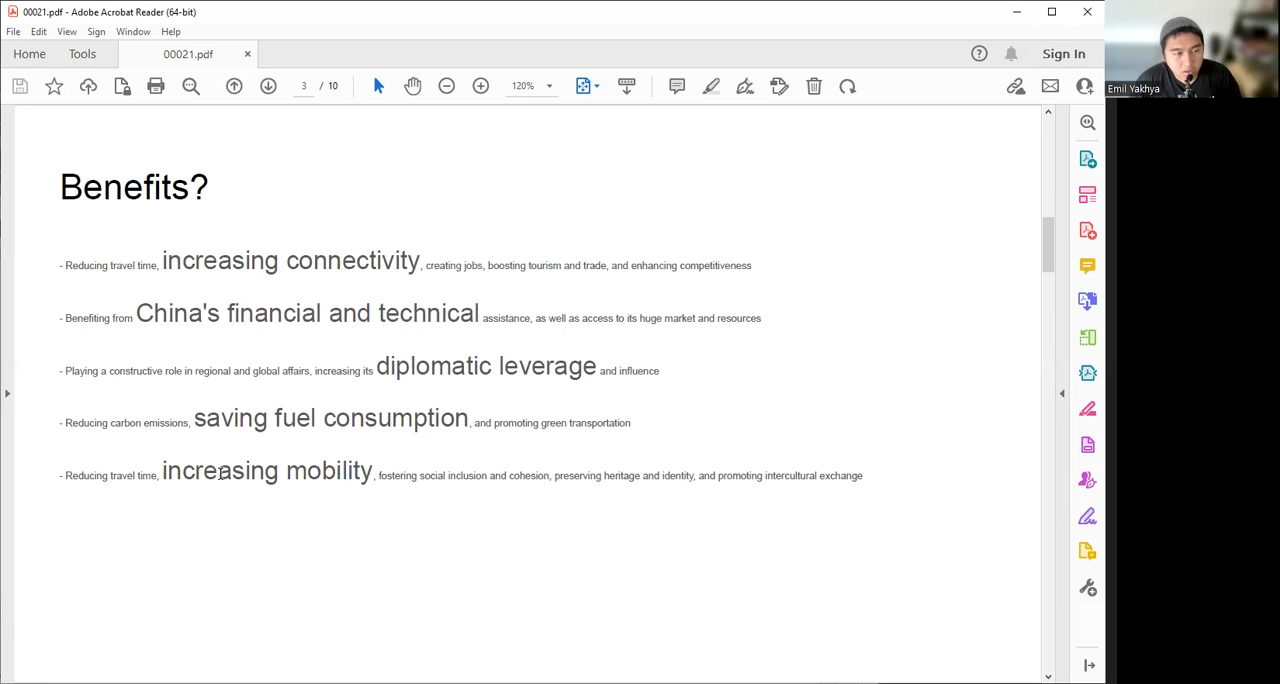 00021.pdf - Adobe Acrobat Reader (64-bit)
File Edit View Sign Window Help
Home Tools 00021.pdf × Sign In
3 / 10 120%
Emil Yakhya
Benefits?
- Reducing travel time, increasing connectivity, creating jobs, boosting tourism and trade, and enhancing competitiveness
- Benefiting from China's financial and technical assistance, as well as access to its huge market and resources
- Playing a constructive role in regional and global affairs, increasing its diplomatic leverage and influence
- Reducing carbon emissions, saving fuel consumption, and promoting green transportation
- Reducing travel time, increasing mobility, fostering social inclusion and cohesion, preserving heritage and identity, and promoting intercultural exchange